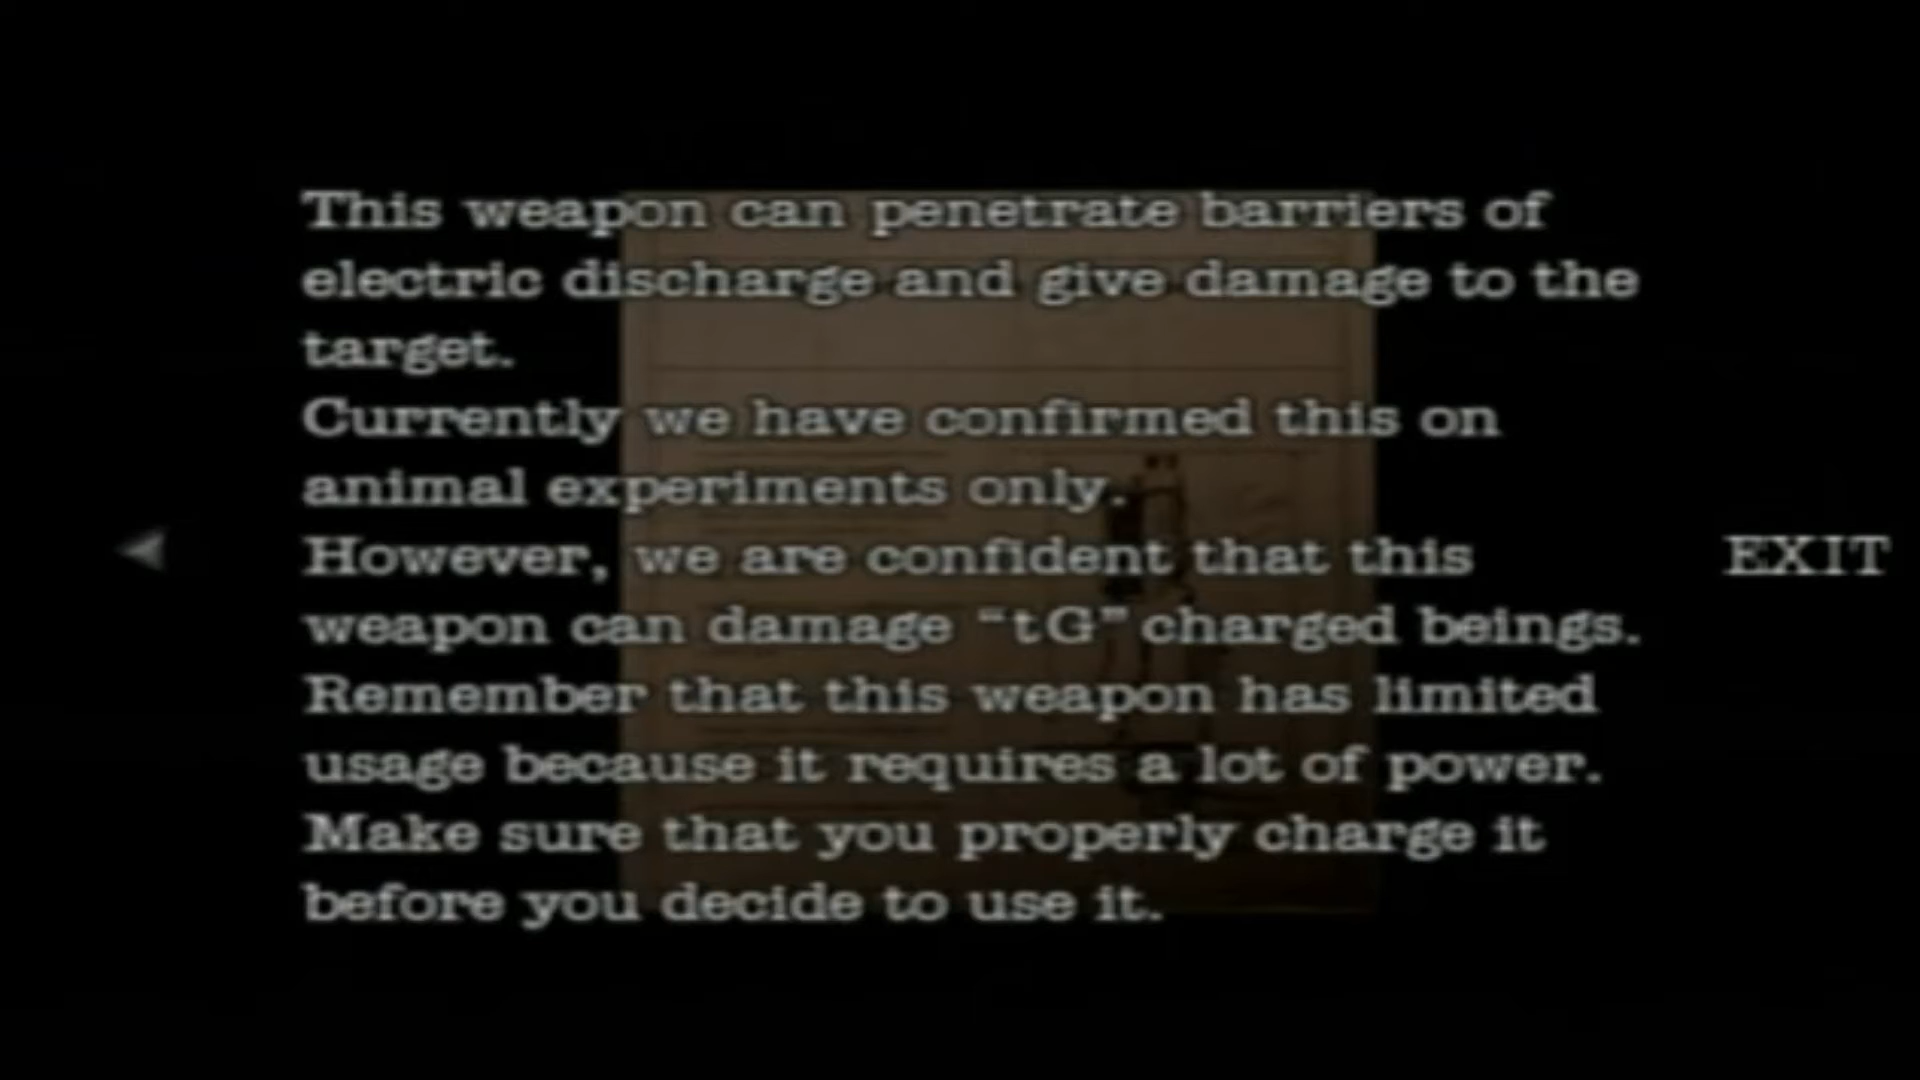 This weapon can penetrate barriers of
electric discharge and give damage to the
target.
Currently we have confirmed this on
animal experiments only.
However, we are confident that this
weapon can damage “tG” charged beings.
Remember that this weapon has limited
usage because it requires a lot of power.
Make sure that you properly charge it
before you decide to use it.
EXIT